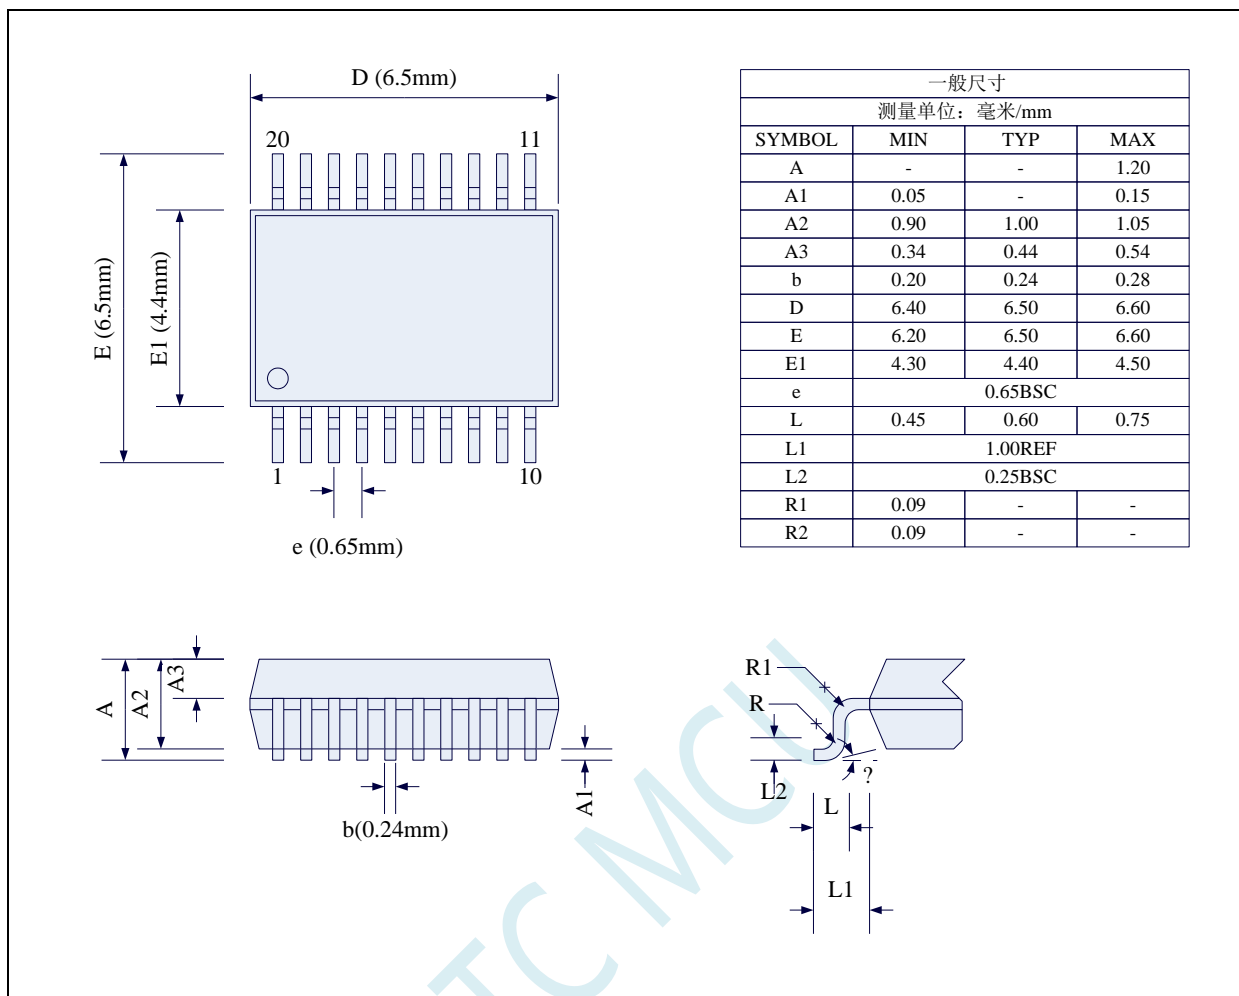 D (6.5mm)
20 11
E (6.5mm)
E1 (4.4mm)
1 10
e (0.65mm)
一般尺寸
测量单位：毫米/mm
SYMBOL MIN TYP MAX
A - - 1.20
A1 0.05 - 0.15
A2 0.90 1.00 1.05
A3 0.34 0.44 0.54
b 0.20 0.24 0.28
D 6.40 6.50 6.60
E 6.20 6.50 6.60
E1 4.30 4.40 4.50
e 0.65BSC
L 0.45 0.60 0.75
L1 1.00REF
L2 0.25BSC
R1 0.09 - -
R2 0.09 - -
A
A2
A3
A1
b(0.24mm)
R1
R
L2
?
L
L1
TC MCU